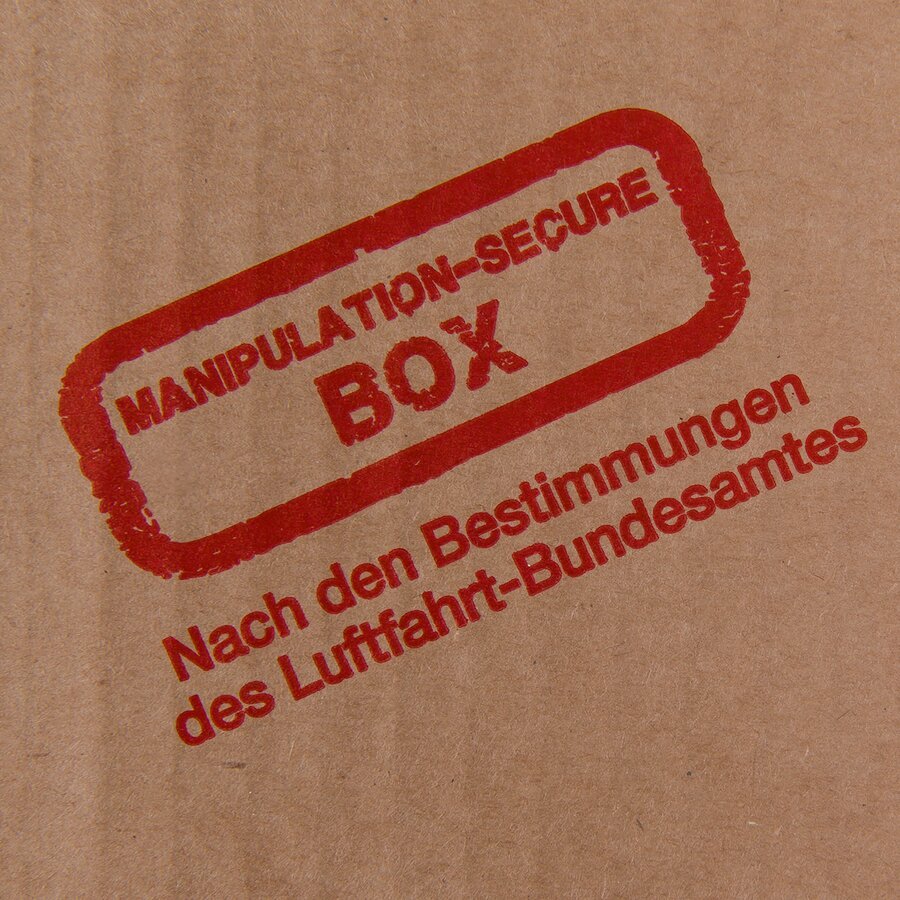 MANIPULATION-SECURE
BOX
Nach den Bestimmungen
des Luftfahrt-Bundesamtes